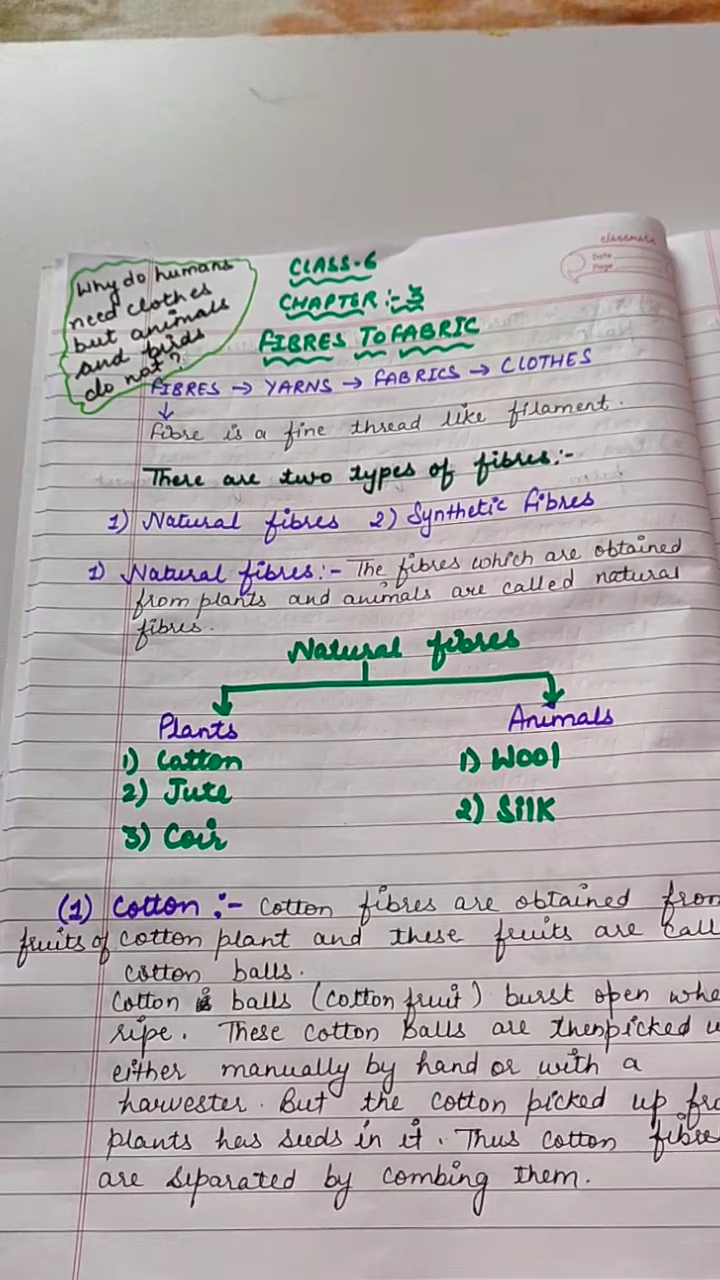 Why do humans
need clothes
but animals
and birds
do not?
classmate
Date
Page
CLASS-6
CHAPTER :- 3
FIBRES TO FABRIC
FIBRES → YARNS → FABRICS → CLOTHES
↓
Fibre is a fine thread like filament.
There are two types of fibres:-
1) Natural fibres 2) Synthetic fibres
1) Natural fibres:- The fibres which are obtained
from plants and animals are called natural
fibres.
Natural fibres
Plants Animals
1) Cotton 1) Wool
2) Jute 2) Silk
3) Coir
(1) Cotton :- Cotton fibres are obtained from
fruits of cotton plant and these fruits are call
cotton balls.
Cotton balls (cotton fruit) burst open whe
ripe. These cotton balls are then picked u
either manually by hand or with a
harvester. But the cotton picked up fro
plants has seeds in it. Thus cotton fibre
are separated by combing them.